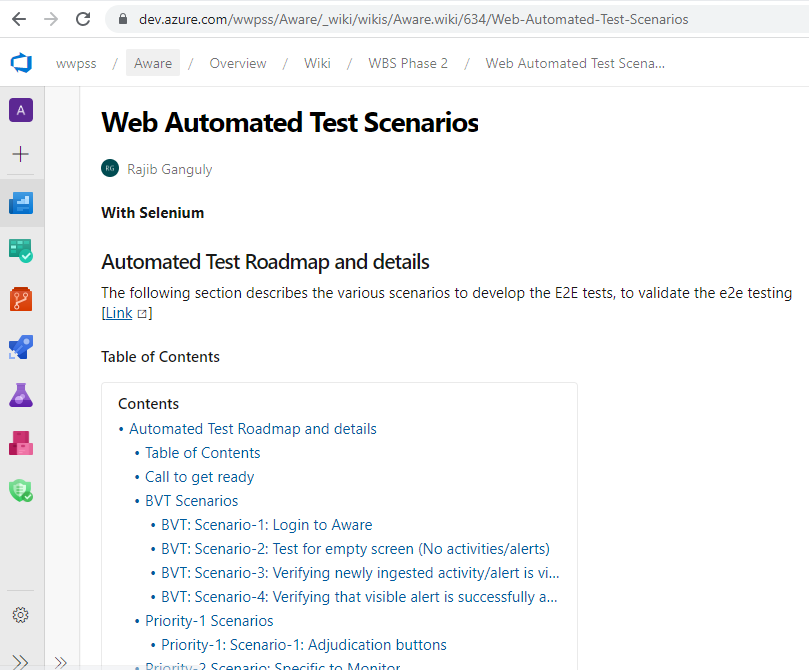 dev.azure.com/wwpss/Aware/_wiki/wikis/Aware.wiki/634/Web-Automated-Test-Scenarios
wwpss / Aware / Overview / Wiki / WBS Phase 2 / Web Automated Test Scena...
A
Web Automated Test Scenarios
RG Rajib Ganguly
With Selenium
Automated Test Roadmap and details
The following section describes the various scenarios to develop the E2E tests, to validate the e2e testing
[Link]
Table of Contents
Contents
• Automated Test Roadmap and details
• Table of Contents
• Call to get ready
• BVT Scenarios
• BVT: Scenario-1: Login to Aware
• BVT: Scenario-2: Test for empty screen (No activities/alerts)
• BVT: Scenario-3: Verifying newly ingested activity/alert is vi...
• BVT: Scenario-4: Verifying that visible alert is successfully a...
• Priority-1 Scenarios
• Priority-1: Scenario-1: Adjudication buttons
• Priority-2 Scenario: Specific to Monitor